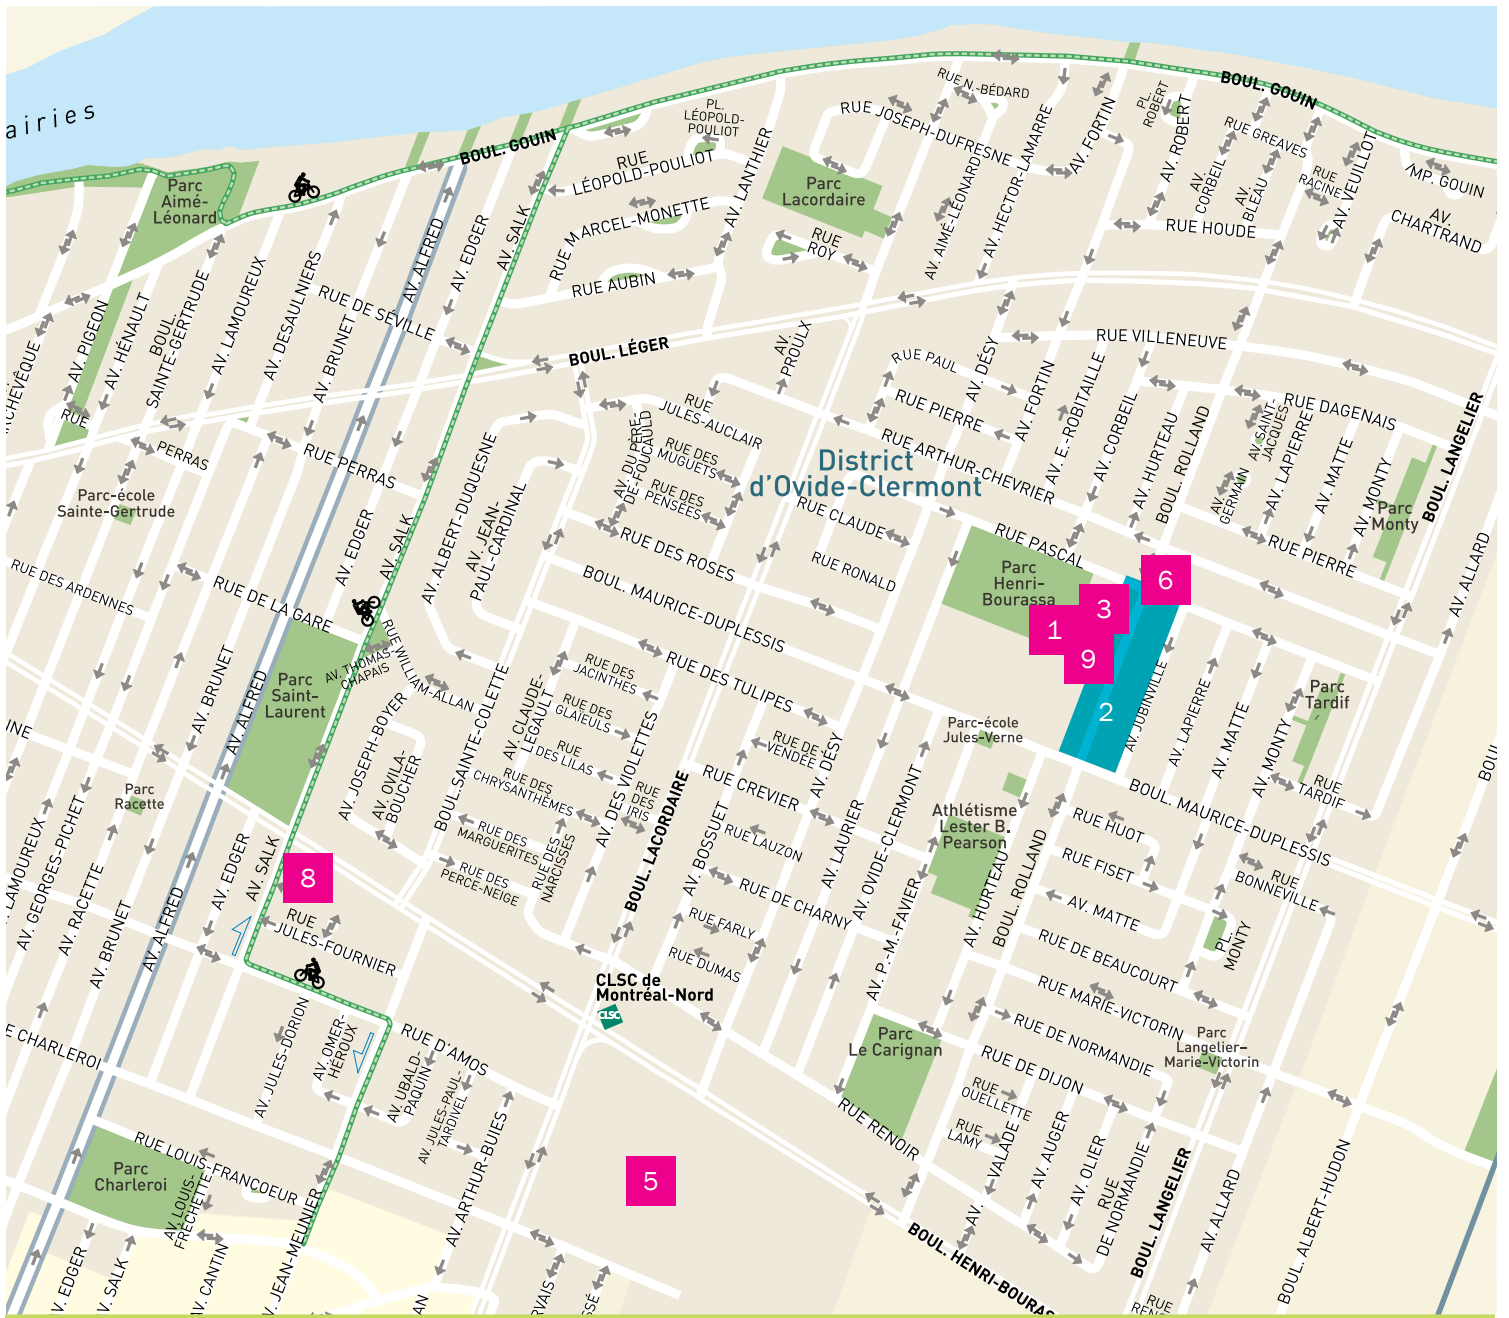 airies
BOUL. GOUIN
BOUL. GOUIN
Parc
Aimé-
Léonard
PL.
LÉOPOLD-
POULIOT
RUE
LÉOPOLD-POULIOT
RUE MARCEL-MONETTE
RUE AUBIN
AV. LANTHIER
Parc
Lacordaire
RUE
ROY
RUE N.-BÉDARD
RUE JOSEPH-DUFRESNE
AV. AIMÉ-LÉONARD
AV. HECTOR-LAMARRE
AV. FORTIN
PL.
ROBERT
AV. ROBERT
RUE GREAVES
AV.
CORBEIL
AV.
BLEAU
RUE
RACINE
AV. VEUILLOT
RUE HOUDE
IMP. GOUIN
AV.
CHARTRAND
AV. PIGEON
AV. HÉNAULT
BOUL.
SAINTE-GERTRUDE
AV. LAMOUREUX
AV. DESAULNIERS
AV. BRUNET
RUE DE SÉVILLE
AV. ALFRED
AV. EDGER
AV. SALK
RCHEVÊQUE
RUE
PERRAS
RUE PERRAS
BOUL. LÉGER
AV.
PROULX
RUE PAUL
RUE PIERRE
AV. DÉSY
AV. FORTIN
RUE VILLENEUVE
AV. E.-ROBITAILLE
AV. CORBEIL
AV. HURTEAU
BOUL. ROLLAND
RUE DAGENAIS
AV. SAINT-
JACQUES
AV. LAPIERRE
AV.
GERMAIN
AV. MATTE
AV. MONTY
BOUL. LANGELIER
Parc
Monty
AV. ALLARD
RUE PIERRE
RUE ARTHUR-CHEVRIER
District
d'Ovide-Clermont
RUE
JULES-AUCLAIR
RUE DES
MUGUETS
RUE DES
PENSÉES
AV. DU PÈRE-
DE-FOUCAULD
RUE DES ROSES
RUE CLAUDE
RUE RONALD
RUE PASCAL
Parc
Henri-
Bourassa
Parc-école
Sainte-Gertrude
RUE DES ARDENNES
RUE DE LA GARE
AV. EDGER
AV. SALK
AV. ALBERT-DUQUESNE
AV. JEAN-
PAUL-CARDINAL
BOUL. MAURICE-DUPLESSIS
6
3
1
9
2
AV. JUBINVILLE
AV. LAPIERRE
AV. MATTE
AV. MONTY
Parc
Tardif
RUE
TARDIF
Parc
Saint-
Laurent
AV. THOMAS-
CHAPAIS
RUE WILLIAM-ALLAN
AV. BRUNET
AV. ALFRED
INE
Parc
Racette
AV. JOSEPH-BOYER
AV. OVILA-
BOUCHER
BOUL. SAINTE-COLETTE
AV. CLAUDE-
LEGAULT
RUE DES
JACINTHES
RUE DES
GLAÏEULS
RUE
DES LILAS
RUE DES
CHRYSANTHÈMES
RUE DES
MARGUERITES
RUE DES
PERCE-NEIGE
RUE DES
NARCISSES
RUE
DES
IRIS
AV. DES VIOLETTES
RUE DES TULIPES
BOUL. LACORDAIRE
RUE DE
VENDÉE
RUE CREVIER
AV. DÉSY
AV. BOSSUET
RUE LAUZON
RUE DE CHARNY
RUE FARLY
RUE DUMAS
AV. LAURIER
AV. OVIDE-CLERMONT
AV. P.-M.-FAVIER
Parc-école
Jules-Verne
Athlétisme
Lester B.
Pearson
AV. HURTEAU
BOUL. ROLLAND
BOUL. MAURICE-DUPLESSIS
RUE HUOT
RUE FISET
AV. MATTE
RUE
BONNEVILLE
PL.
MONTY
RUE DE BEAUCOURT
RUE MARIE-VICTORIN
Parc
Langelier–
Marie-Victorin
RUE DE NORMANDIE
RUE DE DIJON
Parc
Le Carignan
RUE RENOIR
RUE
OUELLETTE
RUE
LAMY
AV. VALADE
AV. AUGER
AV. OLIER
RUE
DE NORMANDIE
BOUL. LANGELIER
AV. ALLARD
BOUL. ALBERT-HUDON
BOUL
BOUL. HENRI-BOURAS
CLSC de
Montréal-Nord
CLSC
8
5
LAMOUREUX
AV. GEORGES-PICHET
AV. RACETTE
AV. BRUNET
AV. ALFRED
AV. EDGER
AV. SALK
RUE
JULES-FOURNIER
AV. JULES-DORION
AV. OMER-
HÉROUX
RUE D'AMOS
AV. UBALD-
PAQUIN
AV. JULES-PAUL-
TARDIVEL
AV. ARTHUR-BUIES
E CHARLEROI
RUE LOUIS-FRANCOEUR
Parc
Charleroi
AV. LOUIS-
FRÉCHETTE
AV. JEAN-MEUNIER
V. EDGER
V. SALK
AV. CANTIN
AN
RVAIS
SSÉ
RUE